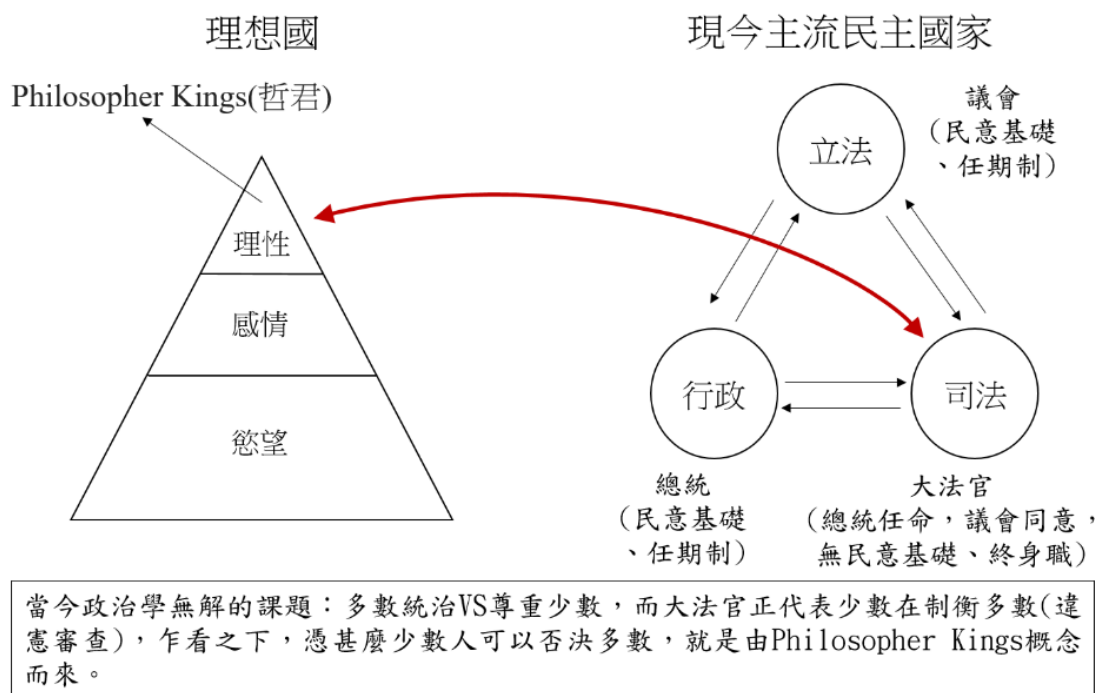 理想國
Philosopher Kings(哲君)
理性
感情
慾望
現今主流民主國家
立法
議會
(民意基礎
、任期制)
行政
司法
總統
(民意基礎
、任期制)
大法官
(總統任命，議會同意，
無民意基礎、終身職)
當今政治學無解的課題：多數統治VS尊重少數，而大法官正代表少數在制衡多數(違
憲審查)，乍看之下，憑甚麼少數人可以否決多數，就是由Philosopher Kings概念
而來。